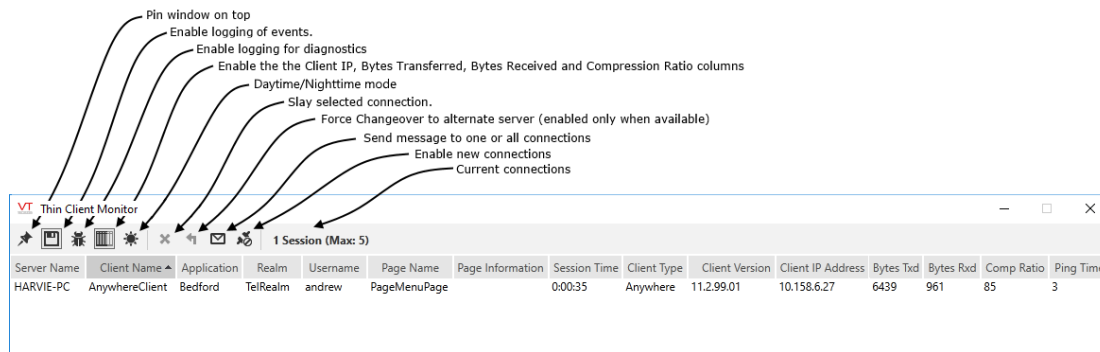 Pin window on top
Enable logging of events.
Enable logging for diagnostics
Enable the the Client IP, Bytes Transferred, Bytes Received and Compression Ratio columns
Daytime/Nighttime mode
Slay selected connection.
Force Changeover to alternate server (enabled only when available)
Send message to one or all connections
Enable new connections
Current connections
VT Thin Client Monitor
1 Session (Max: 5)
Server Name Client Name Application Realm Username Page Name Page Information Session Time Client Type Client Version Client IP Address Bytes Txd Bytes Rxd Comp Ratio Ping Time
HARVIE-PC AnywhereClient Bedford TelRealm andrew PageMenuPage 0:00:35 Anywhere 11.2.99.01 10.158.6.27 6439 961 85 3